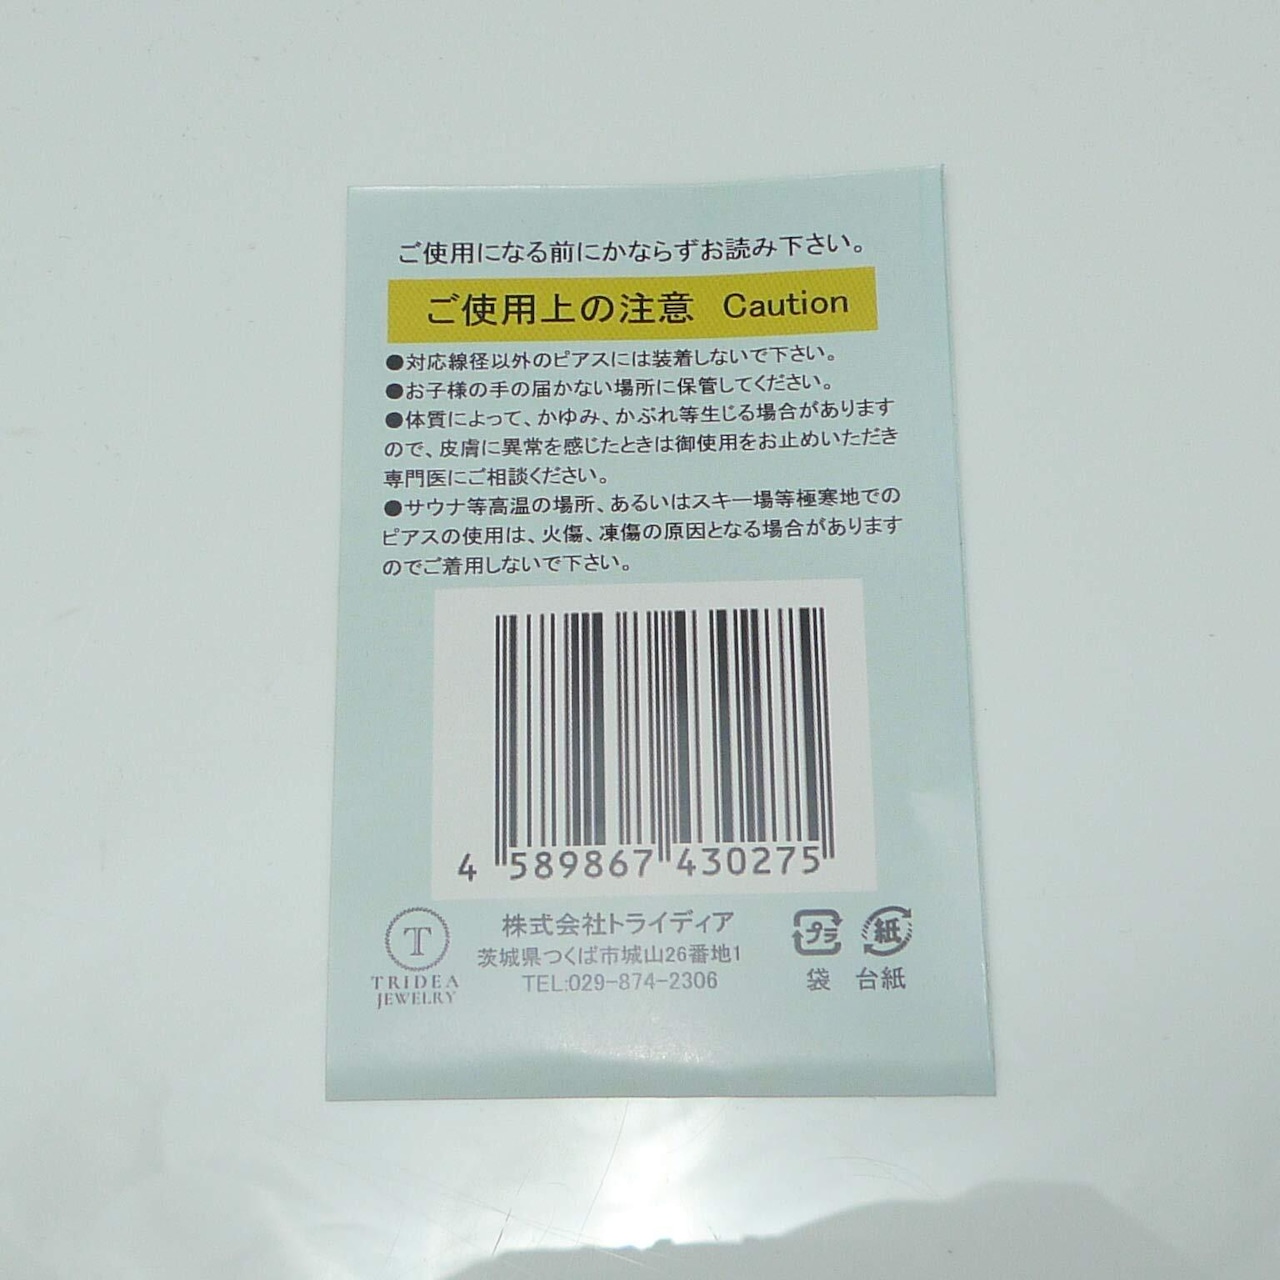 ご使用になる前にかならずお読み下さい。
ご使用上の注意 Caution
●対応線径以外のピアスには装着しないで下さい。
●お子様の手の届かない場所に保管してください。
●体質によって、かゆみ、かぶれ等生じる場合があります
ので、皮膚に異常を感じたときは御使用をお止めいただき
専門医にご相談ください。
●サウナ等高温の場所、あるいはスキー場等極寒地での
ピアスの使用は、火傷、凍傷の原因となる場合があります
のでご着用しないで下さい。
4 589867 430275
T
TRIDEA
JEWELRY
株式会社トライディア
茨城県つくば市城山26番地1
TEL:029-874-2306
プラ 紙
袋 台紙